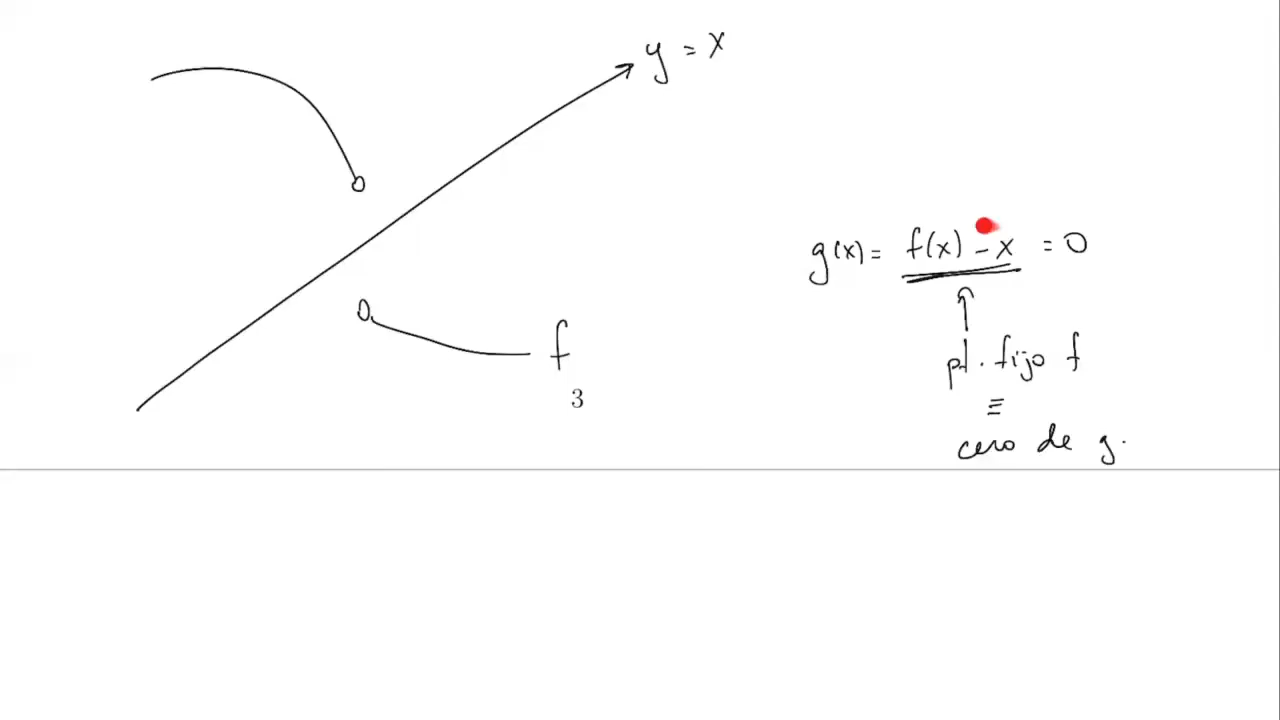 y = x
g(x) = f(x) - x = 0
pt. fijo f
f
≡
3
cero de g.